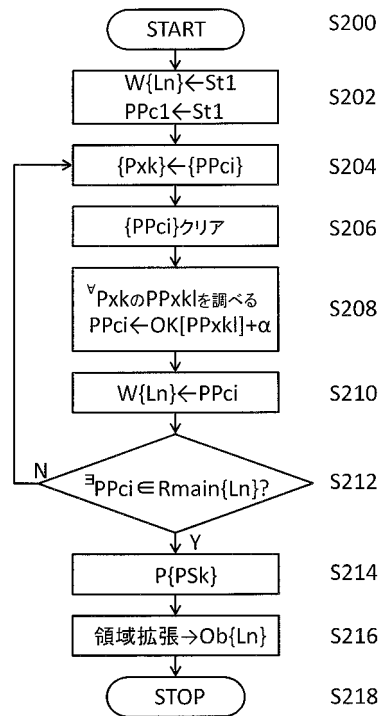 START
S200
W{Ln}←St1
PPc1←St1
S202
{Pxk}←{PPci}
S204
{PPci}クリア
S206
∀PxkのPPxklを調べる
PPci←OK[PPxkl]+α
S208
W{Ln}←PPci
S210
N
∃PPci∈Rmain{Ln}?
S212
Y
P{PSk}
S214
領域拡張→Ob{Ln}
S216
STOP
S218